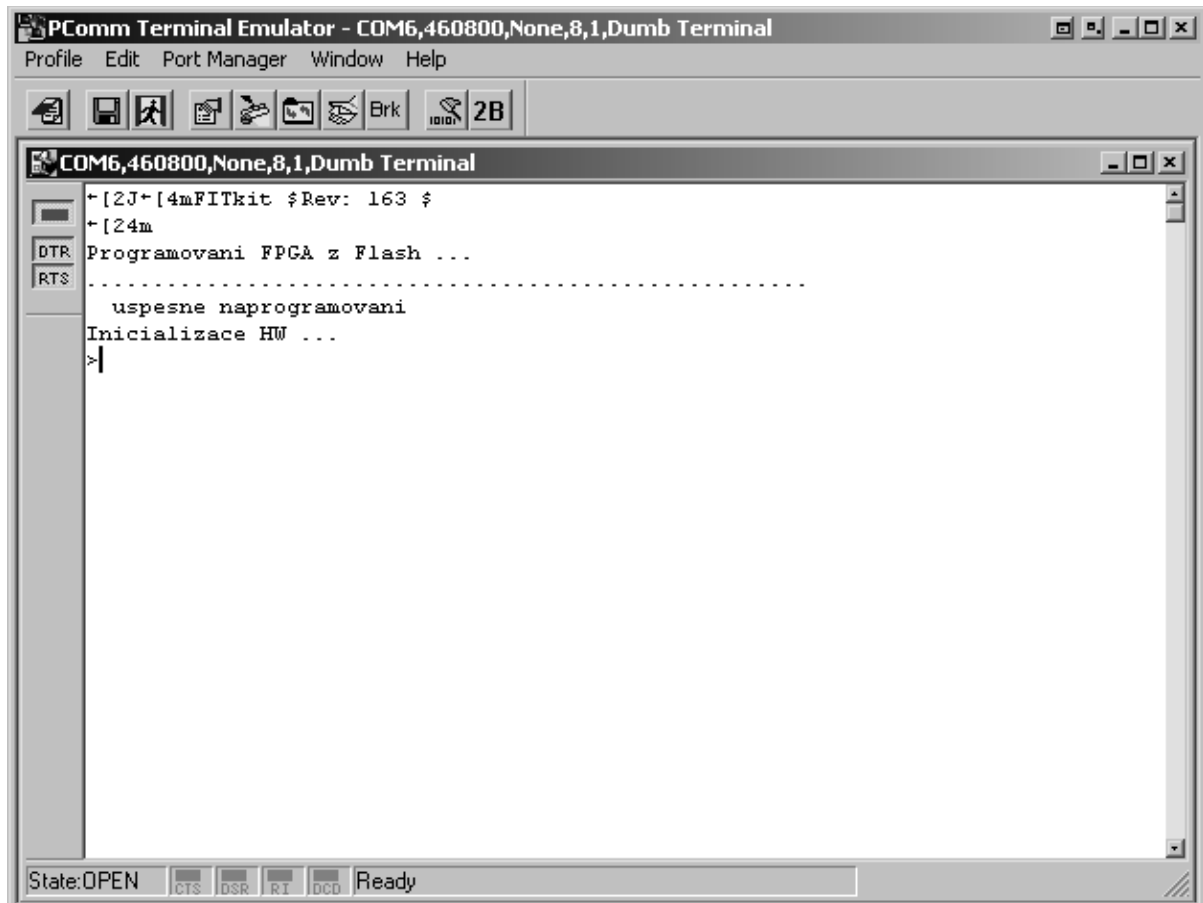 PComm Terminal Emulator - COM6,460800,None,8,1,Dumb Terminal
Profile Edit Port Manager Window Help
Brk 2B
COM6,460800,None,8,1,Dumb Terminal
←[2J←[4mFITkit $Rev: 163 $
←[24m
DTR
Programovani FPGA z Flash ...
RTS
......................................................
uspesne naprogramovani
Inicializace HW ...
>
State:OPEN CTS DSR RI DCD Ready